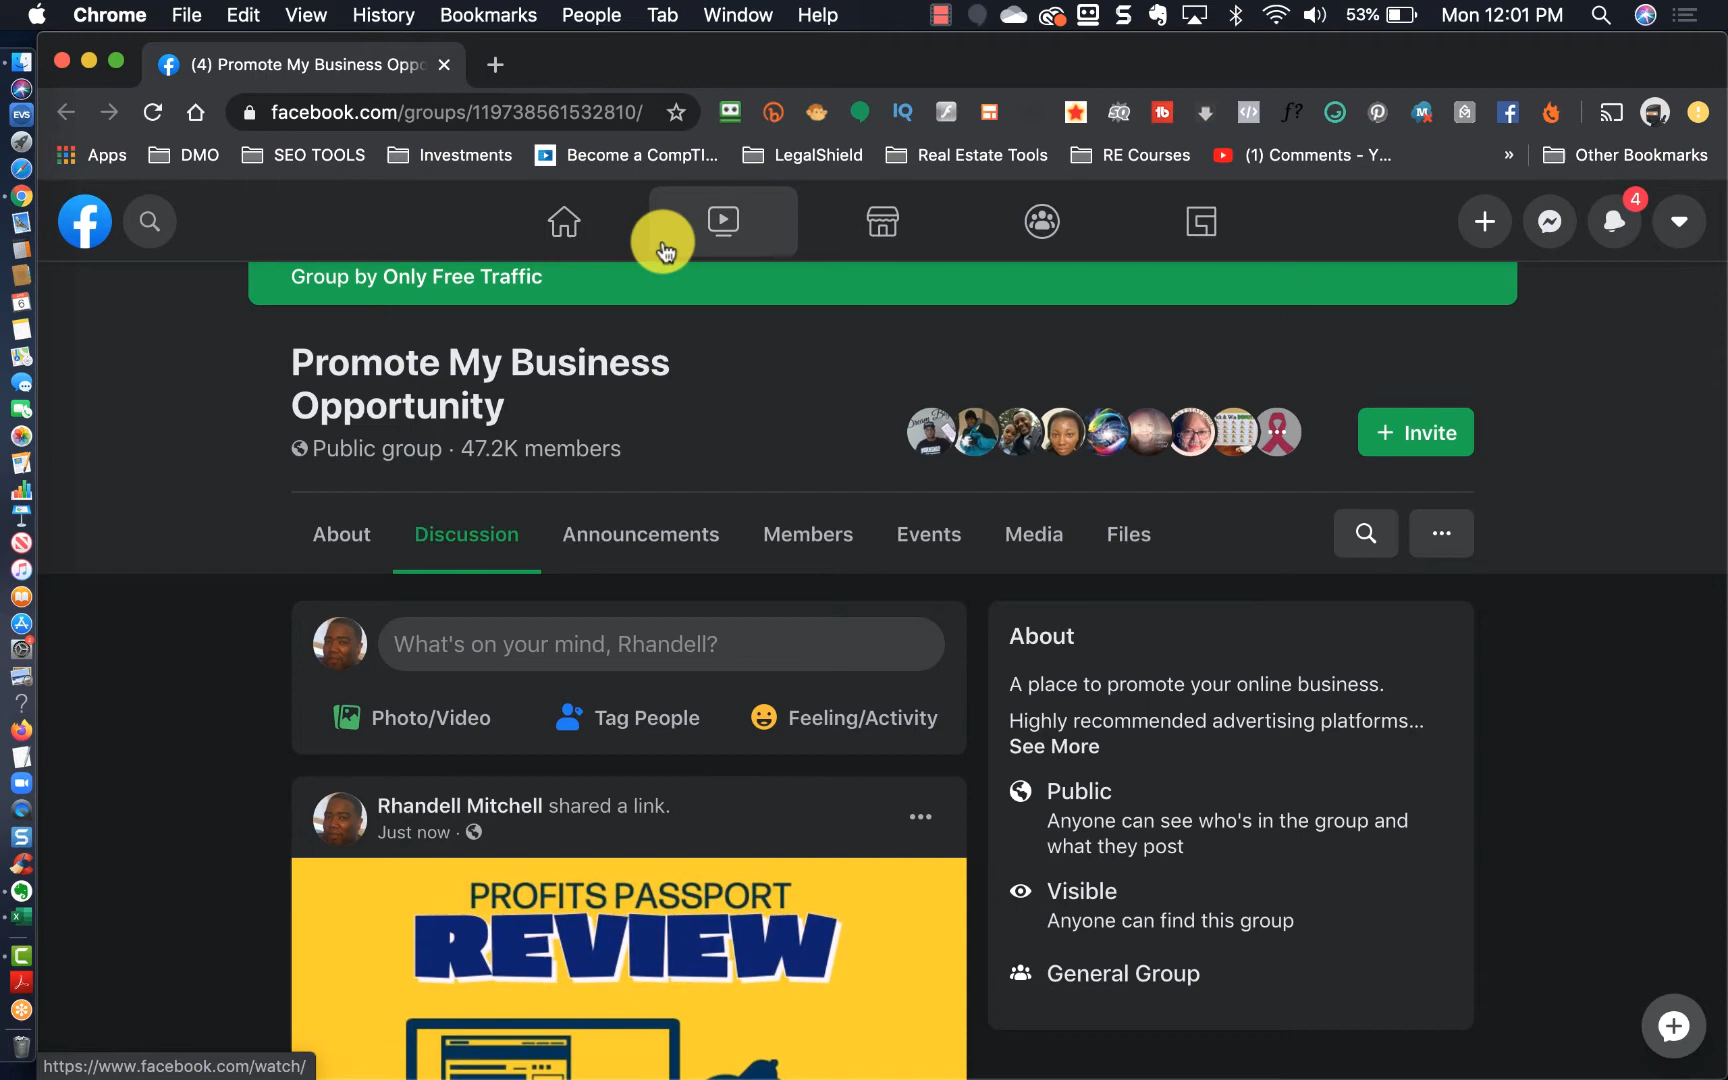 Chrome File Edit View History Bookmarks People Tab Window Help 53% Mon 12:01 PM
(4) Promote My Business Oppo
facebook.com/groups/119738561532810/
Apps DMO SEO TOOLS Investments Become a CompTI... LegalShield Real Estate Tools RE Courses (1) Comments - Y... » Other Bookmarks
4
Group by Only Free Traffic
Promote My Business
Opportunity
Public group · 47.2K members
+ Invite
About Discussion Announcements Members Events Media Files
What's on your mind, Rhandell?
Photo/Video Tag People Feeling/Activity
Rhandell Mitchell shared a link.
Just now ·
PROFITS PASSPORT
REVIEW
About
A place to promote your online business.
Highly recommended advertising platforms...
See More
Public
Anyone can see who's in the group and
what they post
Visible
Anyone can find this group
General Group
https://www.facebook.com/watch/